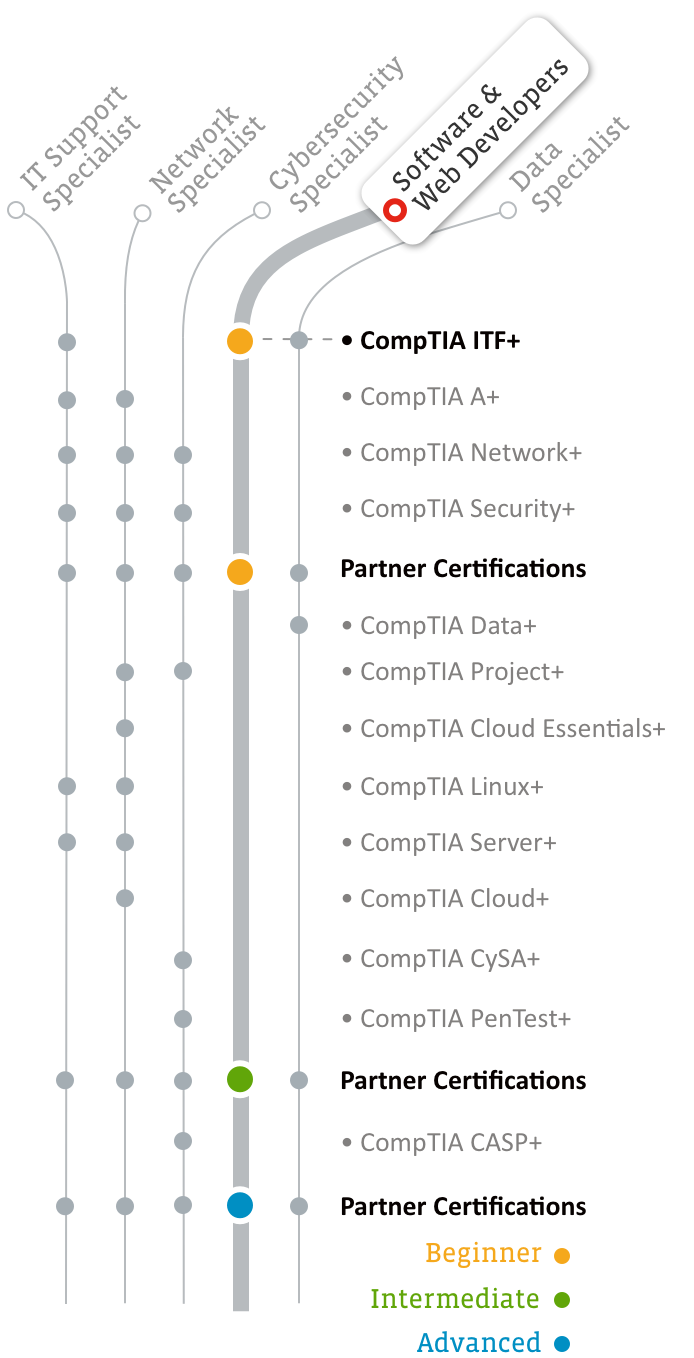 IT Support
Specialist
Network
Specialist
Cybersecurity
Specialist
Software &
Web Developers
Data
Specialist
• CompTIA ITF+
• CompTIA A+
• CompTIA Network+
• CompTIA Security+
Partner Certifications
• CompTIA Data+
• CompTIA Project+
• CompTIA Cloud Essentials+
• CompTIA Linux+
• CompTIA Server+
• CompTIA Cloud+
• CompTIA CySA+
• CompTIA PenTest+
Partner Certifications
• CompTIA CASP+
Partner Certifications
Beginner
Intermediate
Advanced